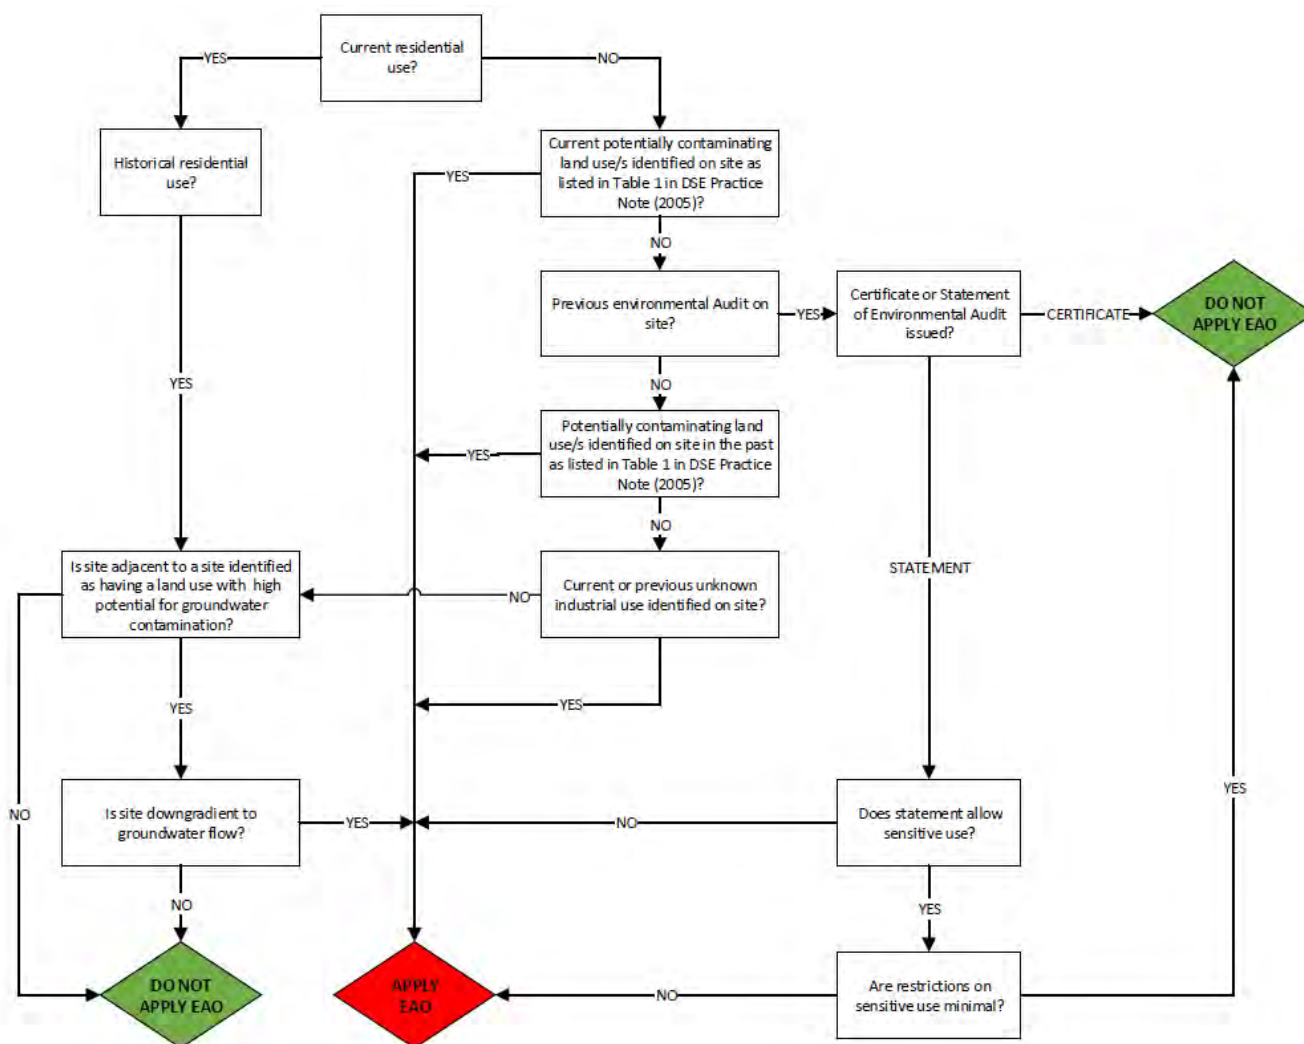 Current residential
use?
YES
NO
Historical residential
use?
Current potentially contaminating
land use/s identified on site as
listed in Table 1 in DSE Practice
Note (2005)?
YES
NO
Previous environmental Audit on
site?
YES
Certificate or Statement
of Environmental Audit
issued?
CERTIFICATE
DO NOT
APPLY EAO
YES
NO
Potentially contaminating land
use/s identified on site in the past
as listed in Table 1 in DSE Practice
Note (2005)?
YES
NO
STATEMENT
Is site adjacent to a site identified
as having a land use with high
potential for groundwater
contamination?
NO
Current or previous unknown
industrial use identified on site?
YES
YES
NO
Is site downgradient to
groundwater flow?
YES
NO
Does statement allow
sensitive use?
YES
NO
YES
DO NOT
APPLY EAO
APPLY
EAO
NO
Are restrictions on
sensitive use minimal?